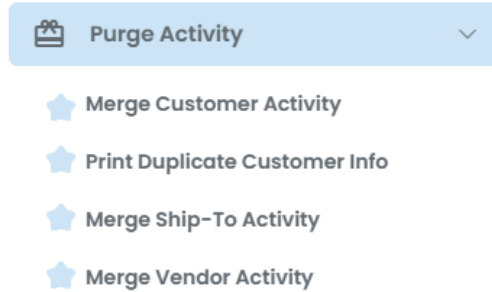 Purge Activity
Merge Customer Activity
Print Duplicate Customer Info
Merge Ship-To Activity
Merge Vendor Activity